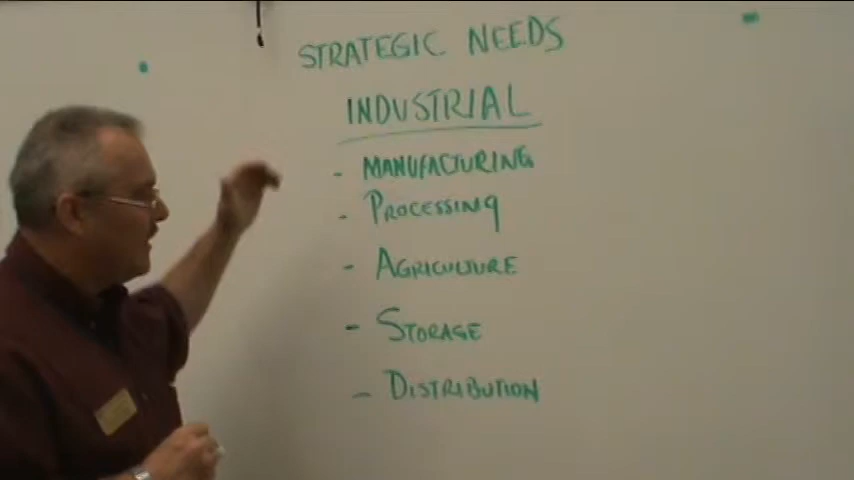 STRATEGIC NEEDS
INDUSTRIAL
- MANUFACTURING
- PROCESSING
- AGRICULTURE
- STORAGE
- DISTRIBUTION